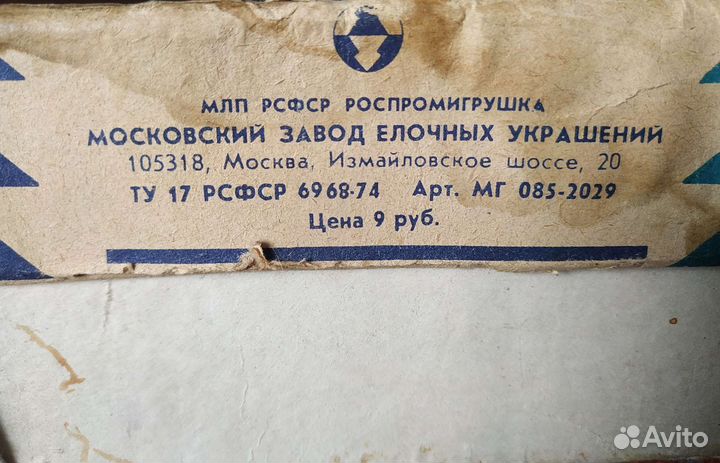 МЛП РСФСР РОСПРОМИГРУШКА
МОСКОВСКИЙ ЗАВОД ЕЛОЧНЫХ УКРАШЕНИЙ
105318, Москва, Измайловское шоссе, 20
ТУ 17 РСФСР 6968-74 Арт. МГ 085-2029
Цена 9 руб.
Avito